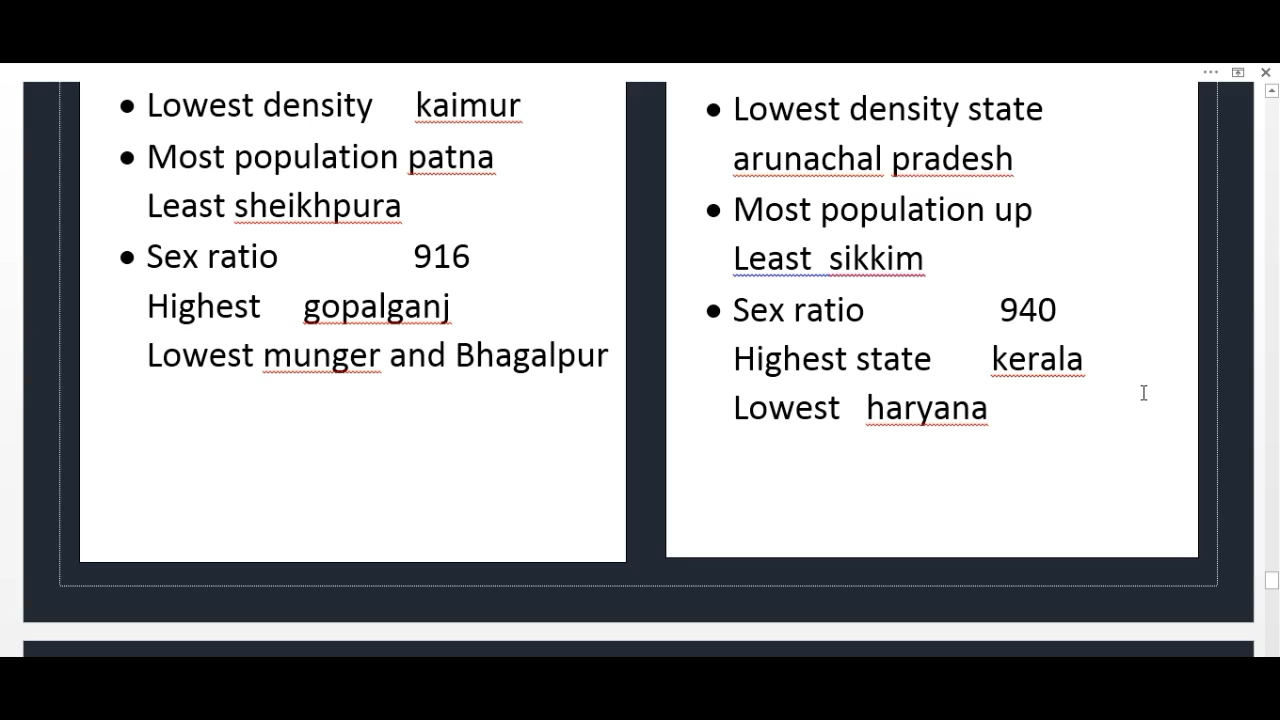 • Lowest density kaimur
• Most population patna
Least sheikhpura
• Sex ratio 916
Highest gopalganj
Lowest munger and Bhagalpur
• Lowest density state
arunachal pradesh
• Most population up
Least sikkim
• Sex ratio 940
Highest state kerala
Lowest haryana